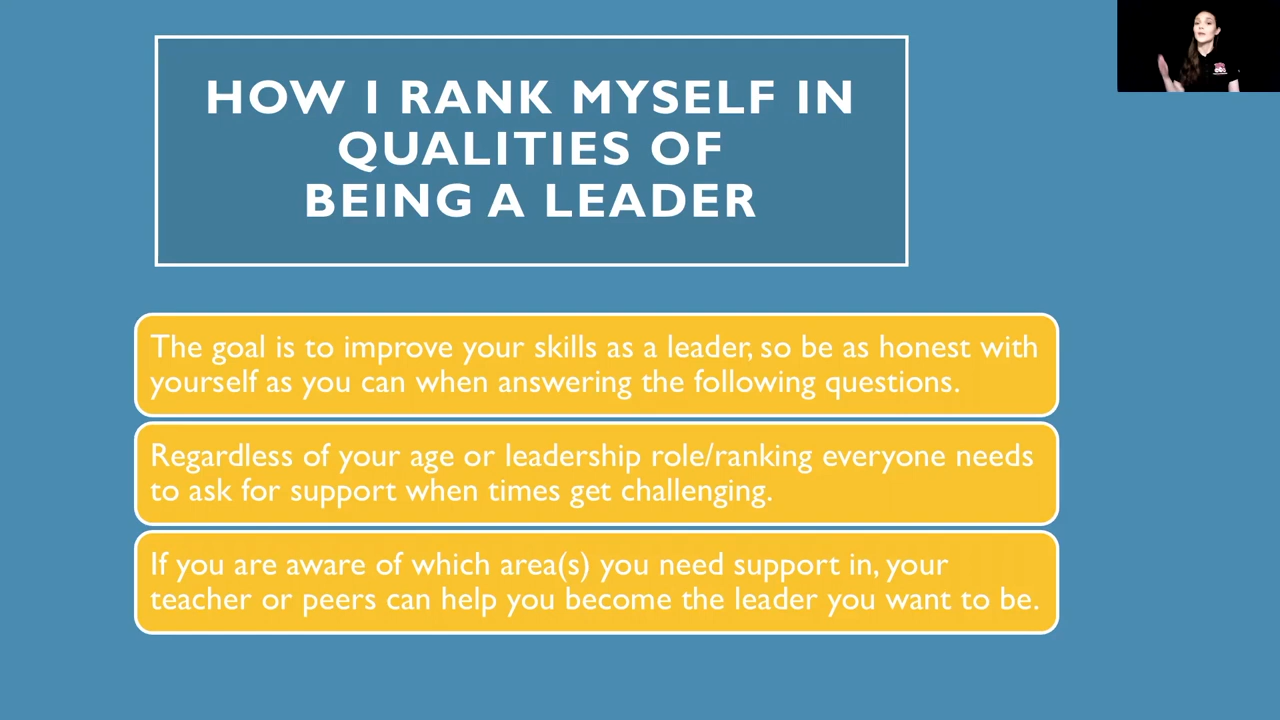 HOW I RANK MYSELF IN
QUALITIES OF
BEING A LEADER
The goal is to improve your skills as a leader, so be as honest with
yourself as you can when answering the following questions.
Regardless of your age or leadership role/ranking everyone needs
to ask for support when times get challenging.
If you are aware of which area(s) you need support in, your
teacher or peers can help you become the leader you want to be.